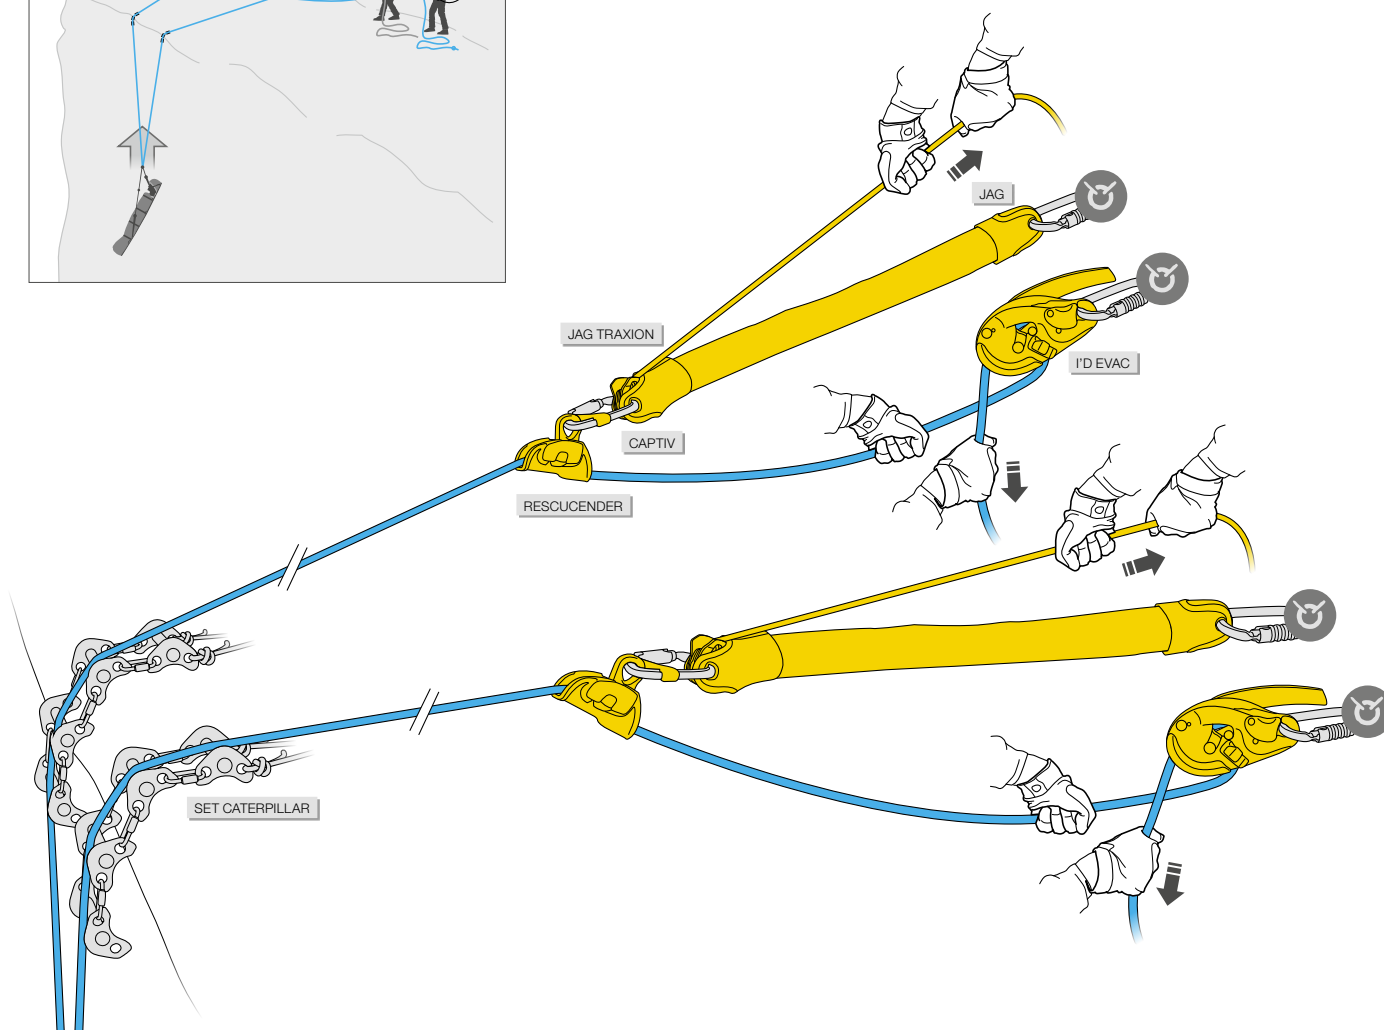 JAG
JAG TRAXION
I'D EVAC
CAPTIV
RESCUCENDER
SET CATERPILLAR